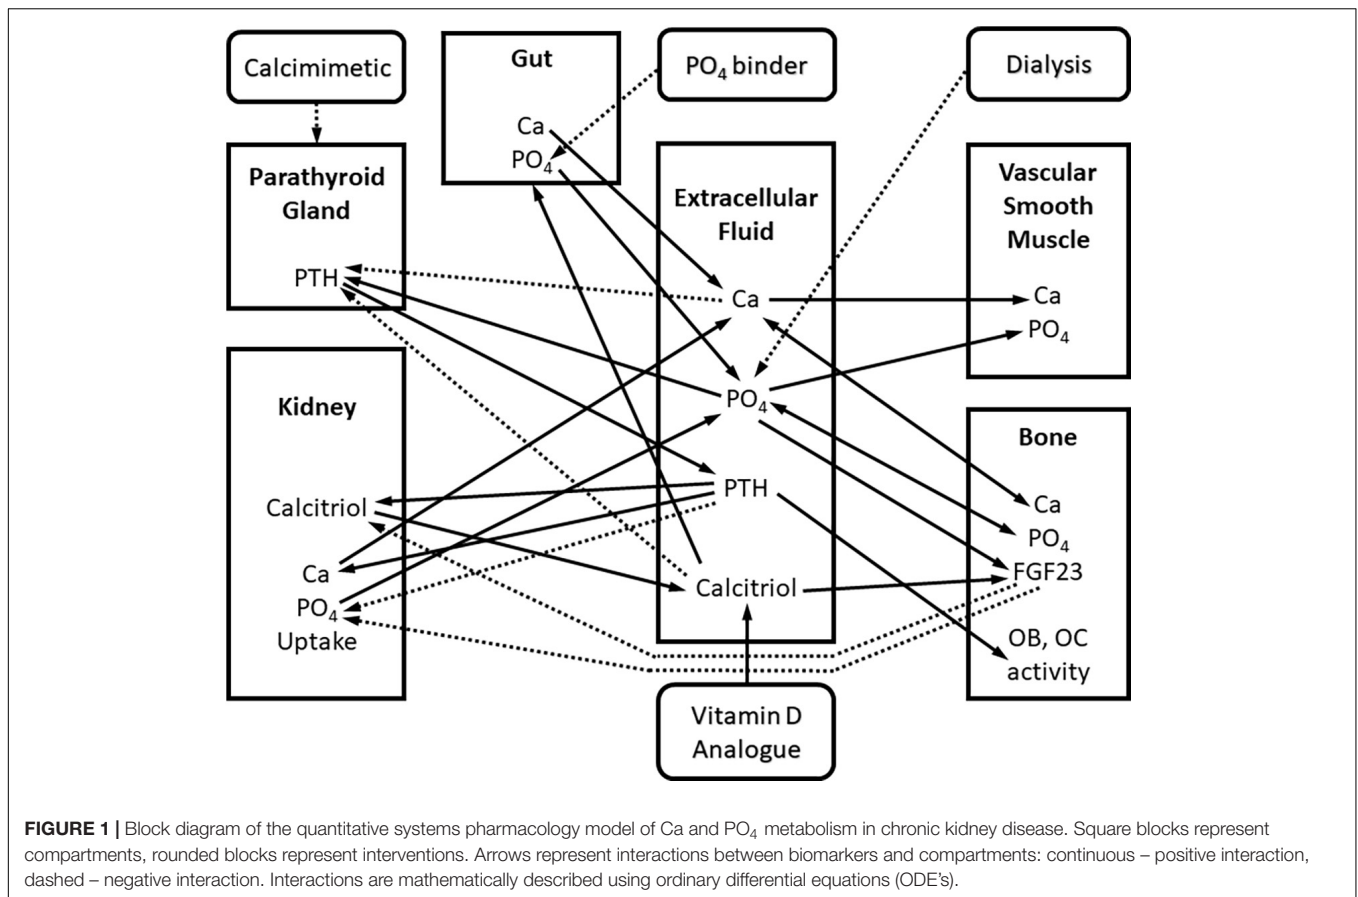 Calcimimetic
Gut
Ca
PO₄
PO₄ binder
Dialysis
Parathyroid
Gland
PTH
Extracellular
Fluid
Ca
PO₄
PTH
Calcitriol
Vascular
Smooth
Muscle
Ca
PO₄
Kidney
Calcitriol
Ca
PO₄
Uptake
Bone
Ca
PO₄
FGF23
OB, OC
activity
Vitamin D
Analogue
FIGURE 1 | Block diagram of the quantitative systems pharmacology model of Ca and PO₄ metabolism in chronic kidney disease. Square blocks represent
compartments, rounded blocks represent interventions. Arrows represent interactions between biomarkers and compartments: continuous – positive interaction,
dashed – negative interaction. Interactions are mathematically described using ordinary differential equations (ODE's).